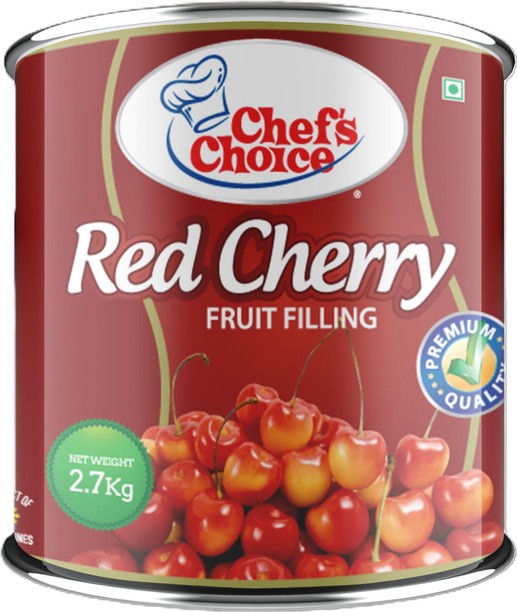 Chef's
Choice
®
Red Cherry
FRUIT FILLING
PREMIUM
QUALITY
NET WEIGHT
2.7Kg